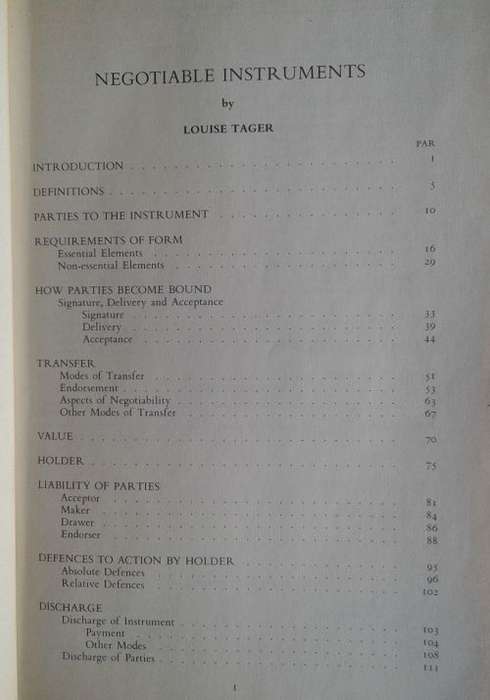 NEGOTIABLE INSTRUMENTS
by
LOUISE TAGER
PAR
INTRODUCTION . . . 1
DEFINITIONS . . . 5
PARTIES TO THE INSTRUMENT . . . 10
REQUIREMENTS OF FORM
Essential Elements . . . 16
Non-essential Elements . . . 29
HOW PARTIES BECOME BOUND
Signature, Delivery and Acceptance
Signature . . . 33
Delivery . . . 39
Acceptance . . . 44
TRANSFER
Modes of Transfer . . . 51
Endorsement . . . 53
Aspects of Negotiability . . . 63
Other Modes of Transfer . . . 67
VALUE . . . 70
HOLDER . . . 75
LIABILITY OF PARTIES
Acceptor . . . 81
Maker . . . 84
Drawer . . . 86
Endorser . . . 88
DEFENCES TO ACTION BY HOLDER . . . 95
Absolute Defences . . . 96
Relative Defences . . . 102
DISCHARGE
Discharge of Instrument . . . 103
Payment . . . 104
Other Modes . . . 108
Discharge of Parties . . . 111
1